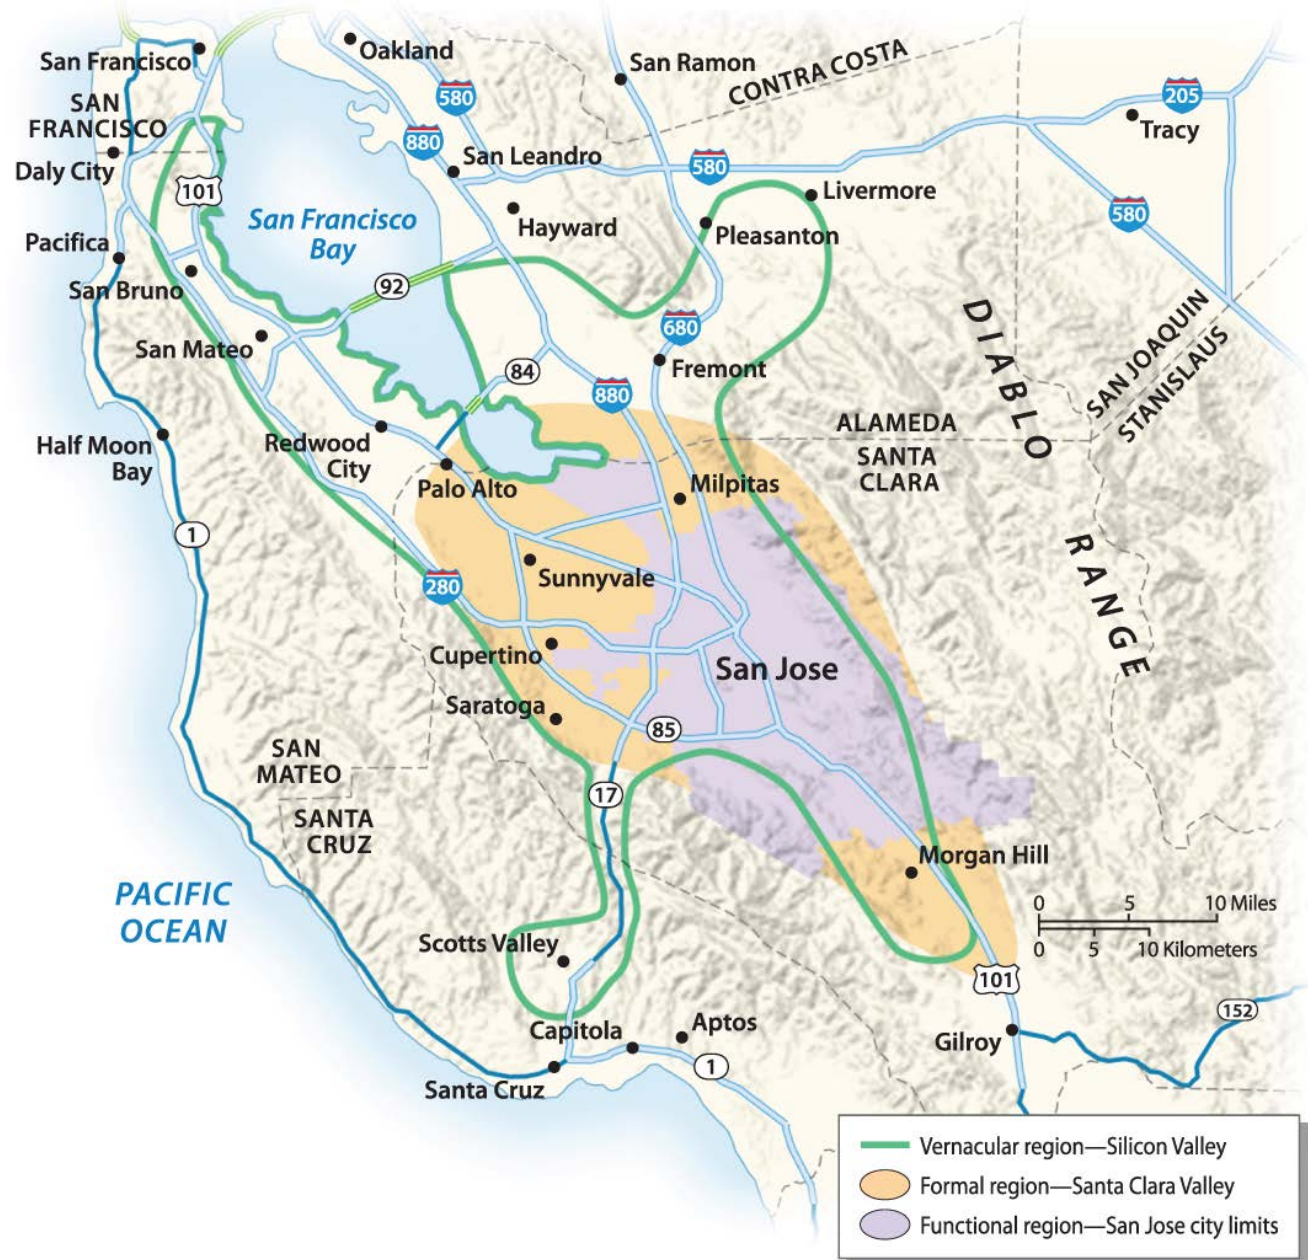 San Francisco
Oakland
San Ramon
CONTRA COSTA
580
205
SAN
FRANCISCO
Tracy
880
San Leandro
Daly City
580
101
Livermore
580
San Francisco
Bay
Hayward
Pleasanton
Pacifica
San Bruno
92
680
SAN JOAQUIN
STANISLAUS
DIABLO
RANGE
San Mateo
84
Fremont
880
Half Moon
Bay
Redwood
City
ALAMEDA
SANTA
CLARA
Palo Alto
Milpitas
1
280
Sunnyvale
Cupertino
San Jose
Saratoga
85
SAN
MATEO
17
SANTA
CRUZ
Morgan Hill
PACIFIC
OCEAN
0 5 10 Miles
0 5 10 Kilometers
Scotts Valley
101
152
Capitola
Aptos
Gilroy
1
Santa Cruz
Vernacular region—Silicon Valley
Formal region—Santa Clara Valley
Functional region—San Jose city limits